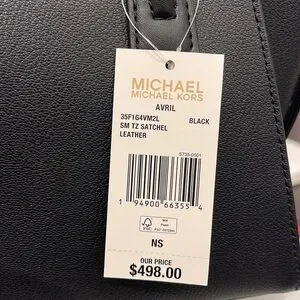 MICHAEL
MICHAEL KORS
AVRIL
35F1G4VM2L BLACK
SM TZ SATCHEL
LEATHER
1 94900 66355 4
FSC
NS
OUR PRICE
$498.00